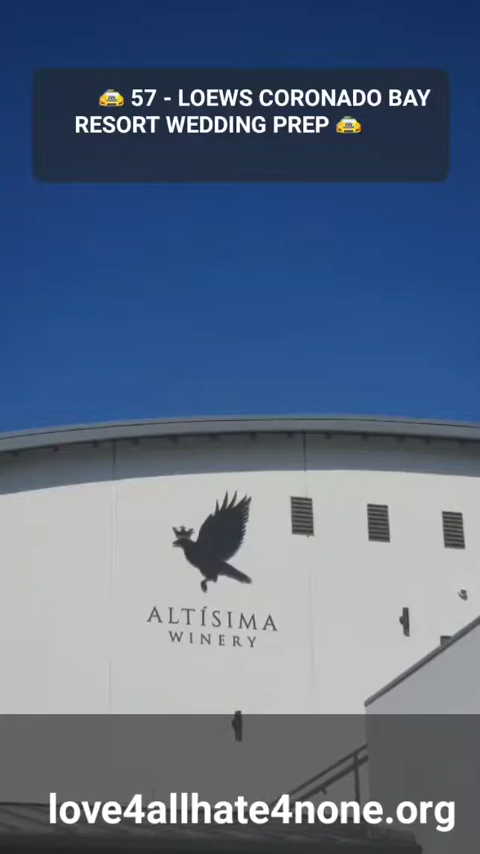 🚖 57 - LOEWS CORONADO BAY
RESORT WEDDING PREP 🚖
ALTÍSIMA
WINERY
love4allhate4none.org